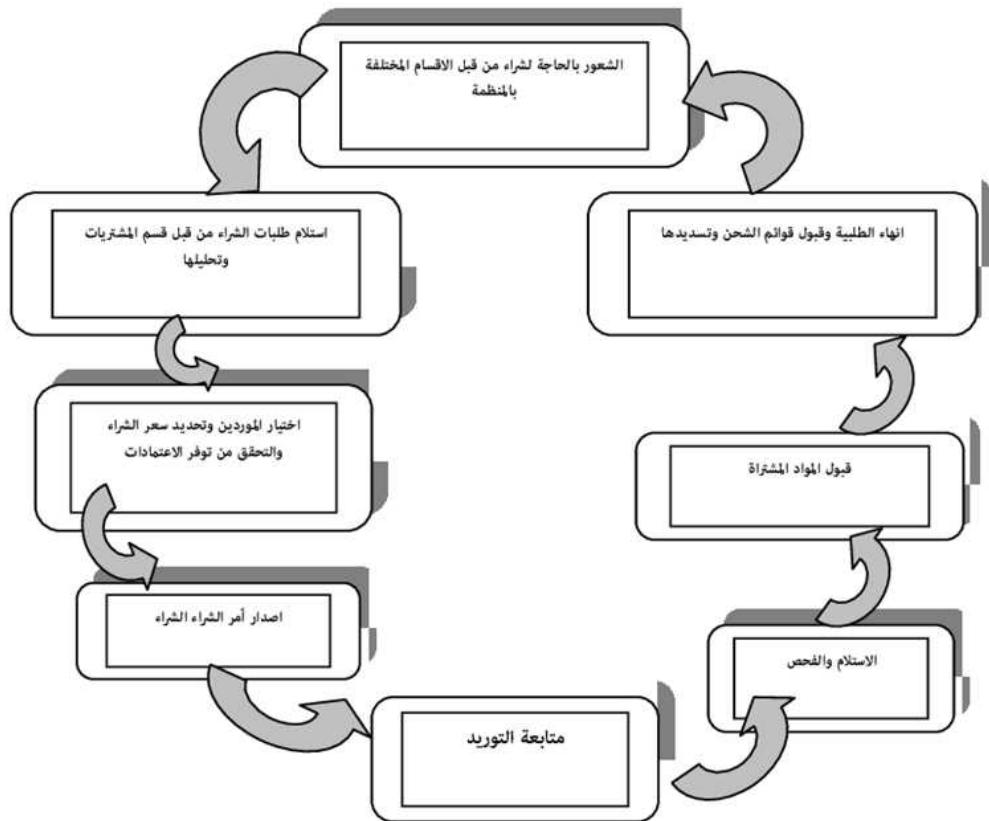 الشعور بالحاجة لشراء من قبل الاقسام المختلفة
بالمنظمة
استلام طلبات الشراء من قبل قسم المشتريات
وتحليلها
اختيار الموردين وتحديد سعر الشراء
والتحقق من توفر الاعتمادات
اصدار أمر الشراء الشراء
متابعة التوريد
الاستلام والفحص
قبول المواد المشتراة
انهاء الطلبية وقبول قوائم الشحن وتسديدها